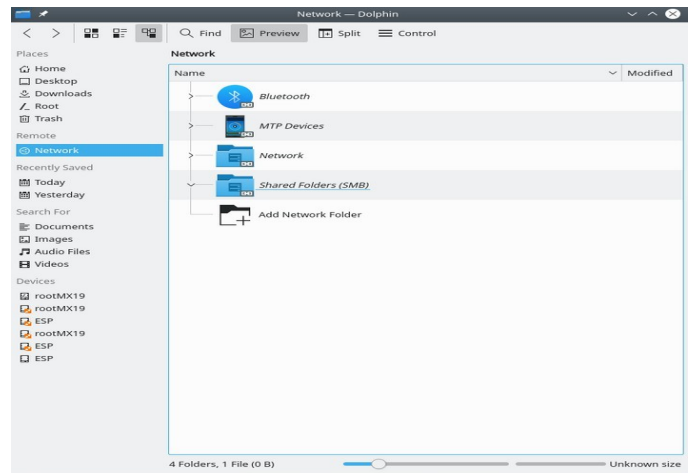 Network — Dolphin
Find Preview Split Control
Places
Home
Desktop
Downloads
Root
Trash
Remote
Network
Recently Saved
Today
Yesterday
Search For
Documents
Images
Audio Files
Videos
Devices
rootMX19
rootMX19
ESP
rootMX19
ESP
ESP
Network
Name Modified
Bluetooth
MTP Devices
Network
Shared Folders (SMB)
Add Network Folder
4 Folders, 1 File (0 B) Unknown size